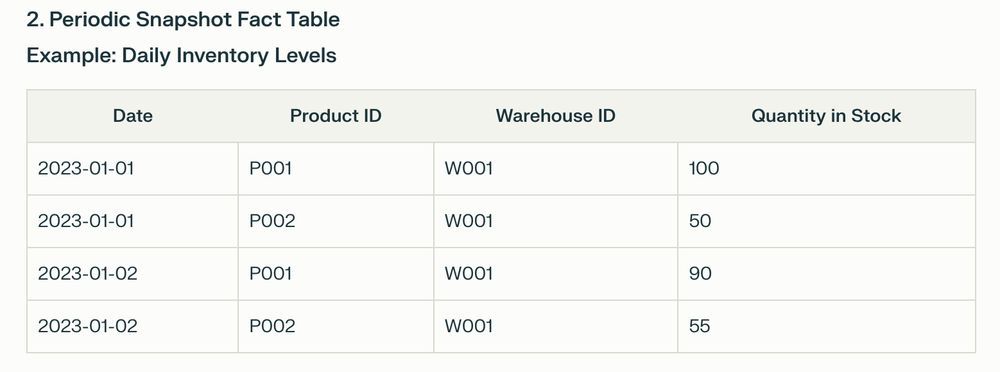 2. Periodic Snapshot Fact Table
Example: Daily Inventory Levels
Date Product ID Warehouse ID Quantity in Stock
2023-01-01 P001 W001 100
2023-01-01 P002 W001 50
2023-01-02 P001 W001 90
2023-01-02 P002 W001 55